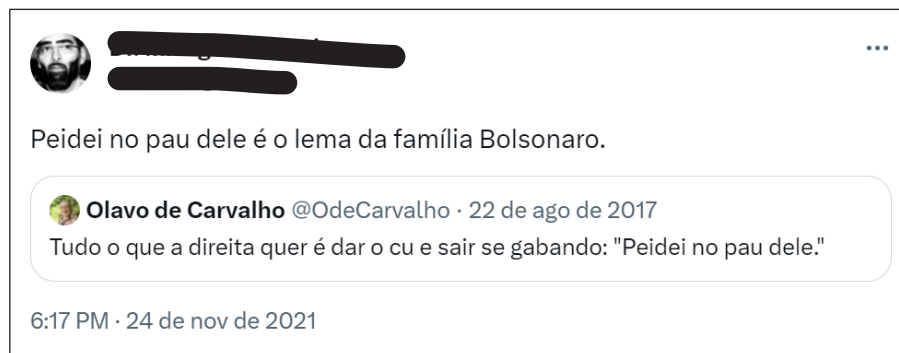 Peidei no pau dele é o lema da família Bolsonaro.
Olavo de Carvalho @OdeCarvalho · 22 de ago de 2017
Tudo o que a direita quer é dar o cu e sair se gabando: "Peidei no pau dele."
6:17 PM · 24 de nov de 2021